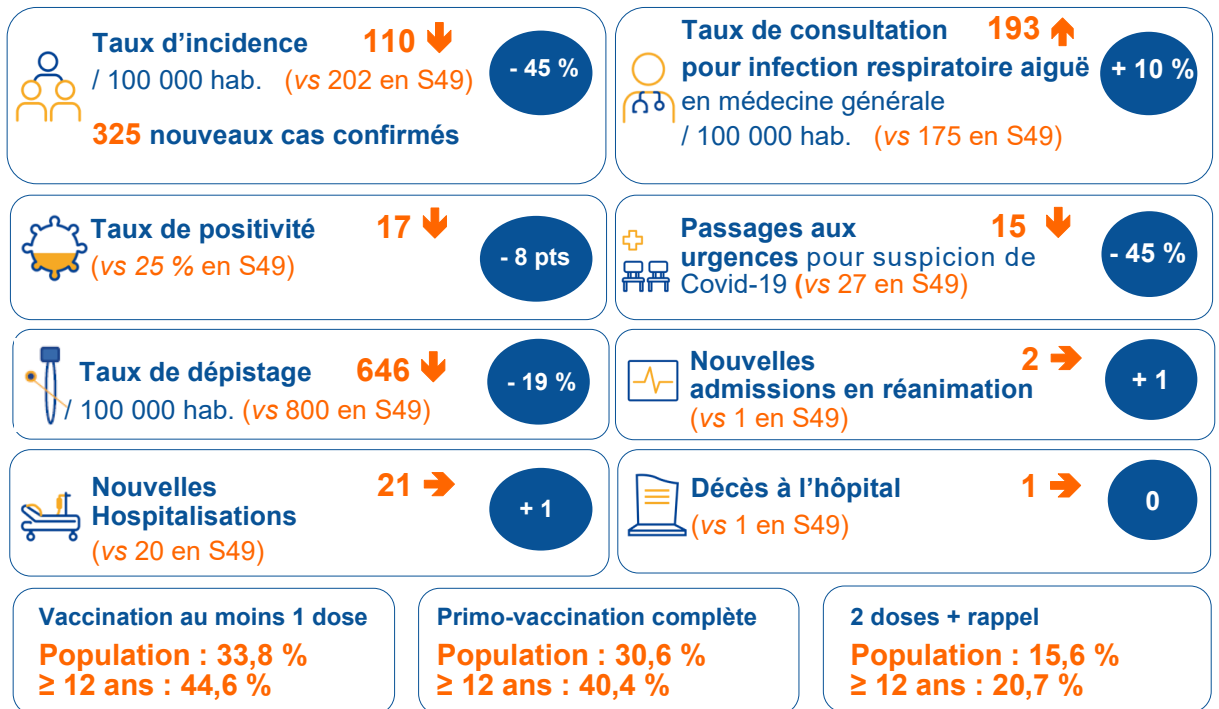 Taux d'incidence 110
/ 100 000 hab. (vs 202 en S49)
- 45 %
325 nouveaux cas confirmés
Taux de consultation 193
pour infection respiratoire aiguë
+ 10 %
en médecine générale
/ 100 000 hab. (vs 175 en S49)
Taux de positivité 17
(vs 25 % en S49)
- 8 pts
Passages aux 15
urgences pour suspicion de
Covid-19 (vs 27 en S49)
- 45 %
Taux de dépistage 646
/ 100 000 hab. (vs 800 en S49)
- 19 %
Nouvelles 2
admissions en réanimation
(vs 1 en S49)
+ 1
Nouvelles 21
Hospitalisations
(vs 20 en S49)
+ 1
Décès à l'hôpital 1
(vs 1 en S49)
0
Vaccination au moins 1 dose
Population : 33,8 %
≥ 12 ans : 44,6 %
Primo-vaccination complète
Population : 30,6 %
≥ 12 ans : 40,4 %
2 doses + rappel
Population : 15,6 %
≥ 12 ans : 20,7 %